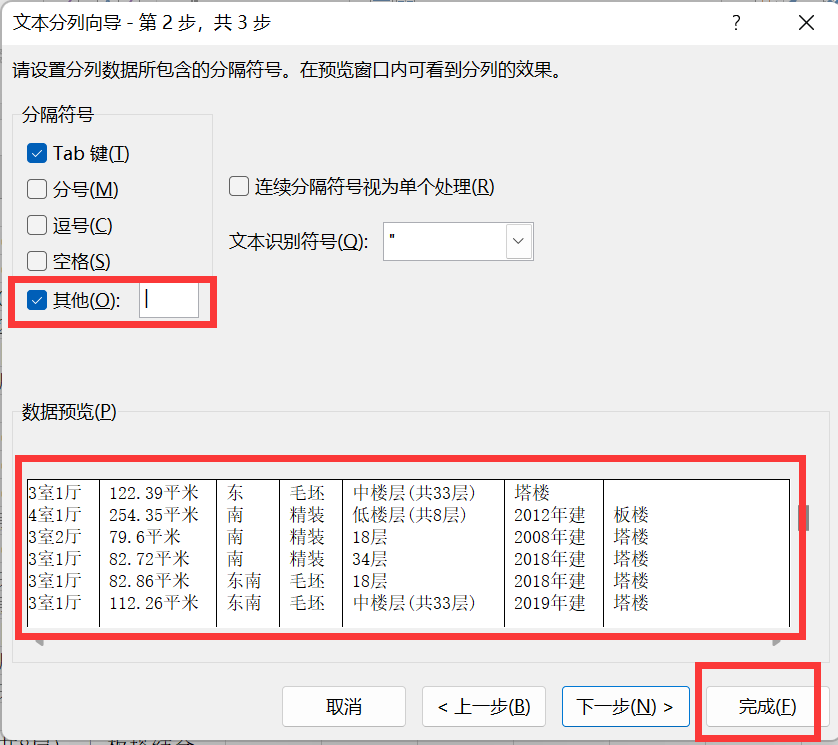 文本分列向导 - 第 2 步，共 3 步
?
请设置分列数据所包含的分隔符号。在预览窗口内可看到分列的效果。
分隔符号
Tab 键(T)
分号(M)
逗号(C)
空格(S)
其他(O): |
连续分隔符号视为单个处理(R)
文本识别符号(Q): "
数据预览(P)
3室1厅 122.39平米 东 毛坯 中楼层(共33层) 塔楼
4室1厅 254.35平米 南 精装 低楼层(共8层) 2012年建 板楼
3室2厅 79.6平米 南 精装 18层 2008年建 塔楼
3室1厅 82.72平米 南 精装 34层 2018年建 塔楼
3室1厅 82.86平米 东南 毛坯 18层 2018年建 塔楼
3室1厅 112.26平米 东南 毛坯 中楼层(共33层) 2019年建 塔楼
取消
< 上一步(B)
下一步(N) >
完成(F)